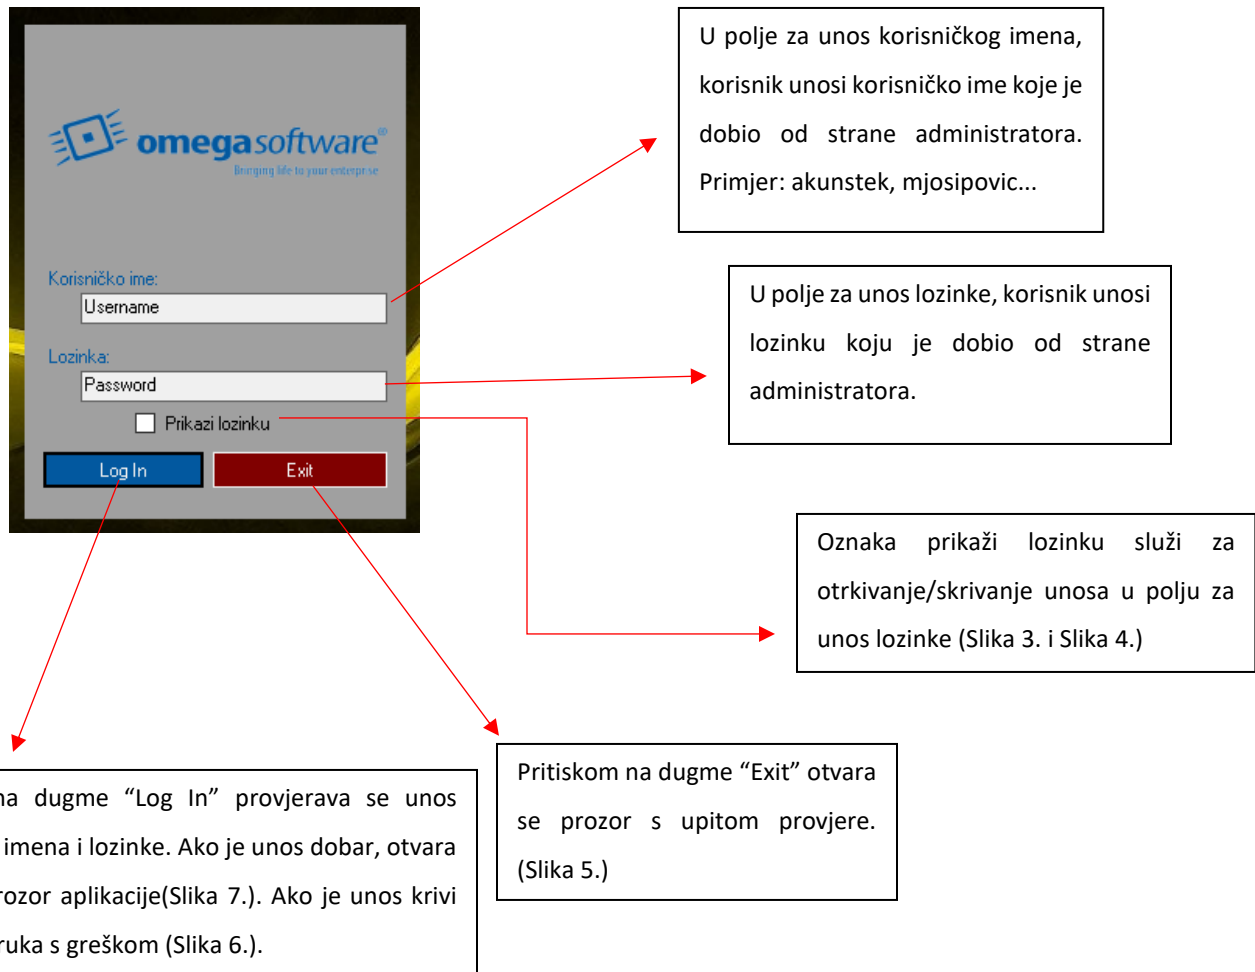 omegasoftware®
Bringing life to your enterprise
Korisničko ime:
Username
Lozinka:
Password
Prikazi lozinku
Log In
Exit
U polje za unos korisničkog imena,
korisnik unosi korisničko ime koje je
dobio od strane administratora.
Primjer: akunstek, mjosipovic...
U polje za unos lozinke, korisnik unosi
lozinku koju je dobio od strane
administratora.
Oznaka prikaži lozinku služi za
otrkivanje/skrivanje unosa u polju za
unos lozinke (Slika 3. i Slika 4.)
Pritiskom na dugme “Exit” otvara
se prozor s upitom provjere.
(Slika 5.)
na dugme “Log In” provjerava se unos
imena i lozinke. Ako je unos dobar, otvara
rozor aplikacije(Slika 7.). Ako je unos krivi
ruka s greškom (Slika 6.).